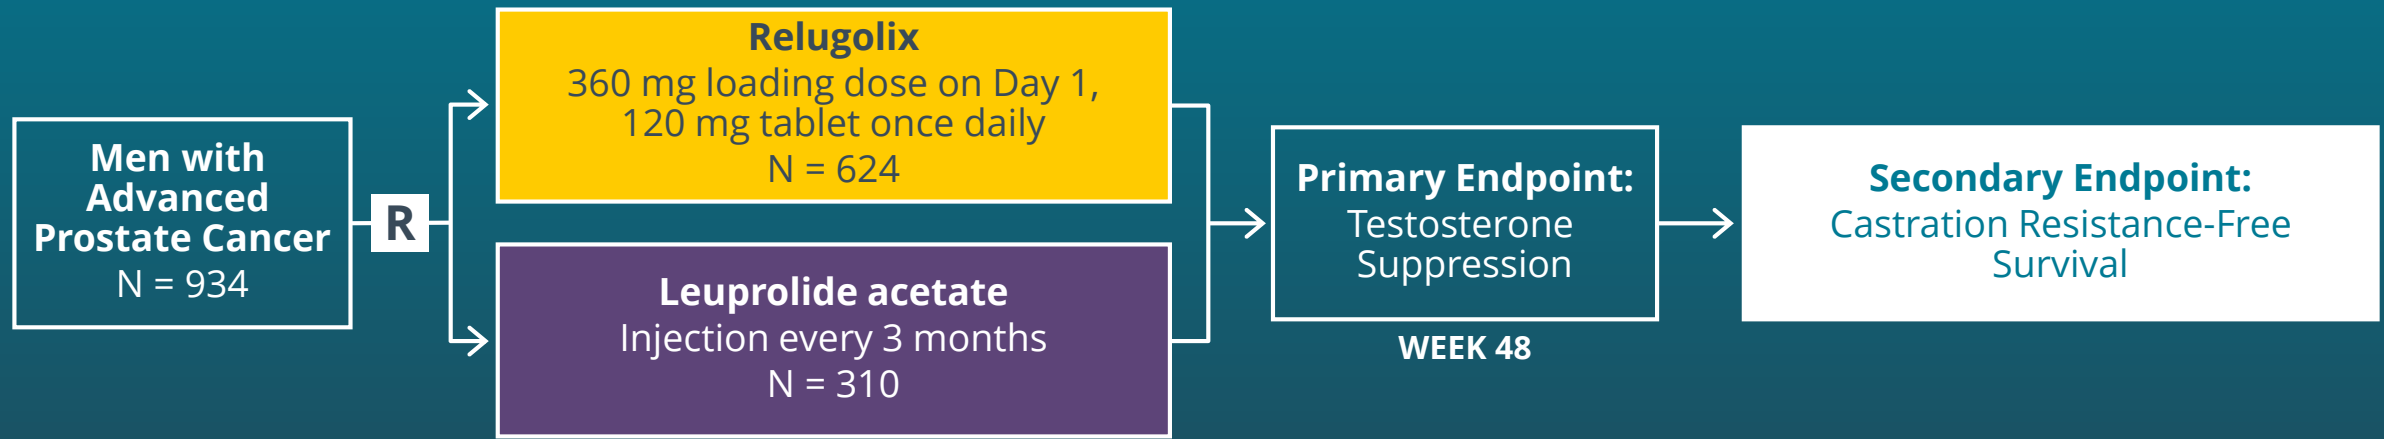 Men with
Advanced
Prostate Cancer
N = 934
R
Relugolix
360 mg loading dose on Day 1,
120 mg tablet once daily
N = 624
Leuprolide acetate
Injection every 3 months
N = 310
Primary Endpoint:
Testosterone
Suppression
WEEK 48
Secondary Endpoint:
Castration Resistance-Free
Survival